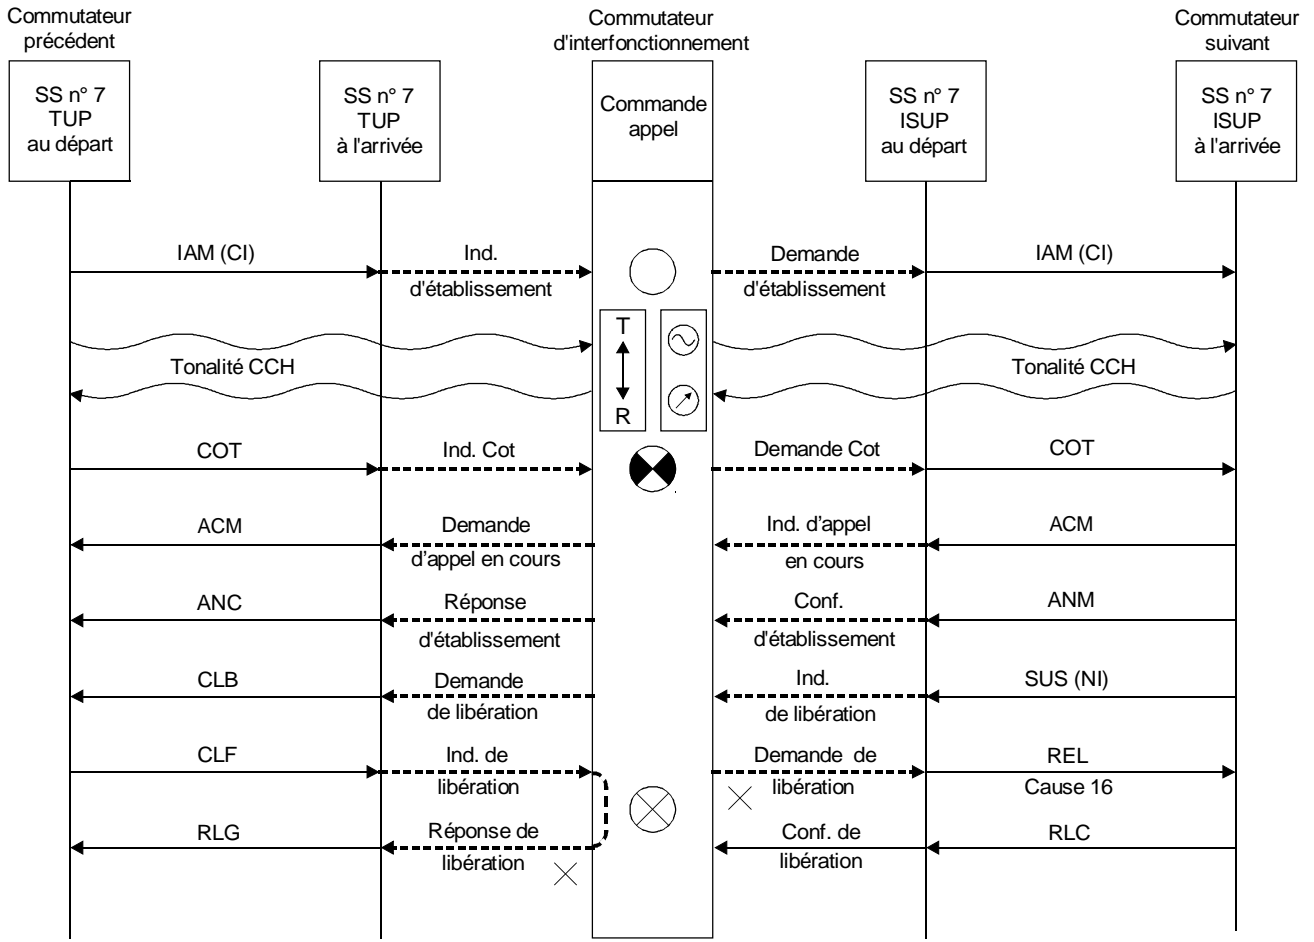 Commutateur
précédent
Commutateur
d'interfonctionnement
Commutateur
suivant
SS n° 7
TUP
au départ
SS n° 7
TUP
à l'arrivée
Commande
appel
SS n° 7
ISUP
au départ
SS n° 7
ISUP
à l'arrivée
IAM (CI)
Ind.
d'établissement
Demande
d'établissement
IAM (CI)
T
R
Tonalité CCH
Tonalité CCH
COT
Ind. Cot
Demande Cot
COT
ACM
Demande
d'appel en cours
Ind. d'appel
en cours
ACM
ANC
Réponse
d'établissement
Conf.
d'établissement
ANM
CLB
Demande
de libération
Ind.
de libération
SUS (NI)
CLF
Ind. de
libération
Demande de
libération
REL
Cause 16
RLG
Réponse de
libération
Conf. de
libération
RLC